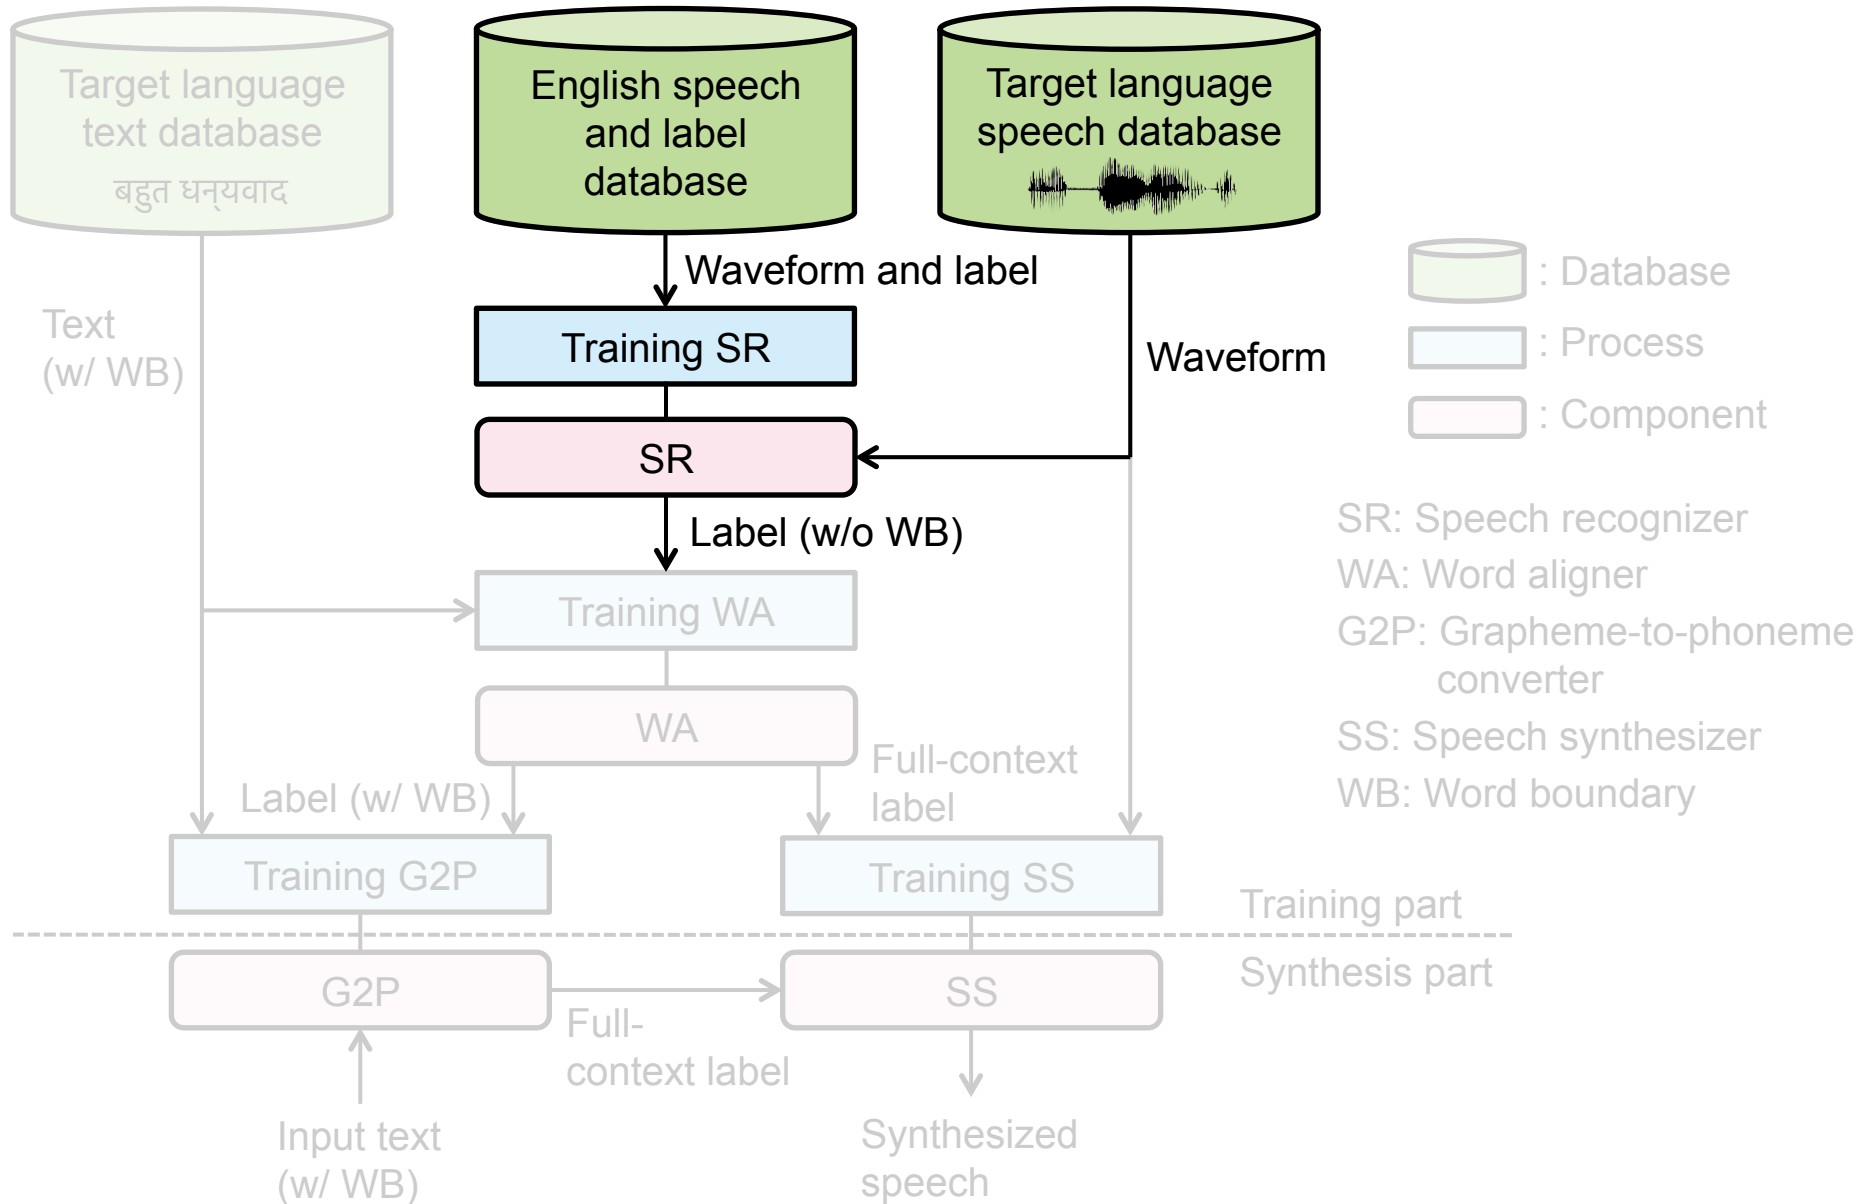 Target language
text database
बहुत धन्यवाद
English speech
and label
database
Target language
speech database
Waveform and label
Text
(w/ WB)
Training SR
Waveform
SR
Label (w/o WB)
Training WA
WA
Full-context
label
Label (w/ WB)
Training G2P
Training SS
Training part
Synthesis part
G2P
SS
Full-
context label
Input text
(w/ WB)
Synthesized
speech
: Database
: Process
: Component
SR: Speech recognizer
WA: Word aligner
G2P: Grapheme-to-phoneme
converter
SS: Speech synthesizer
WB: Word boundary